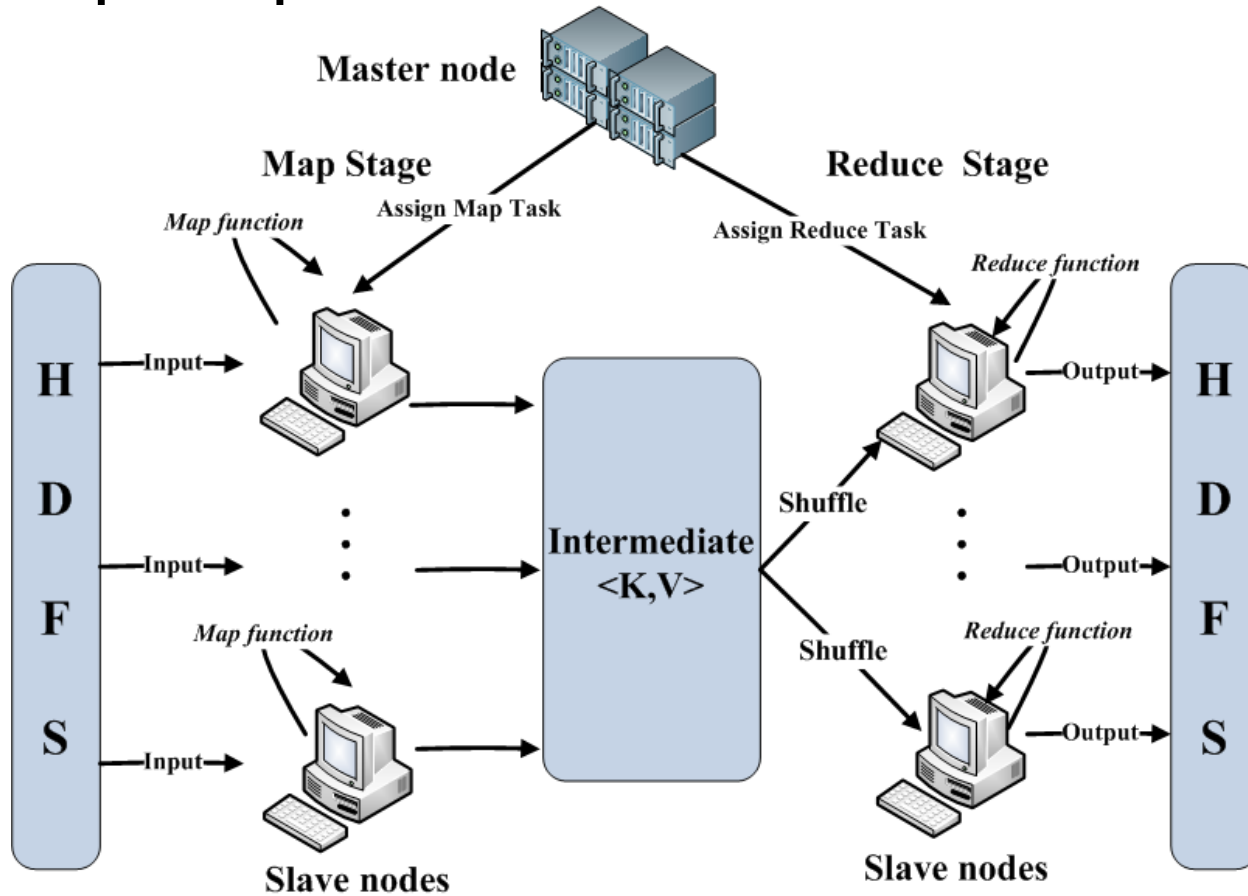 Master node
Map Stage
Reduce Stage
Assign Map Task
Map function
Assign Reduce Task
Reduce function
H
D
F
S
Input
Input
Input
Intermediate
<K,V>
Shuffle
Shuffle
Output
Output
Output
H
D
F
S
Map function
Reduce function
Slave nodes
Slave nodes